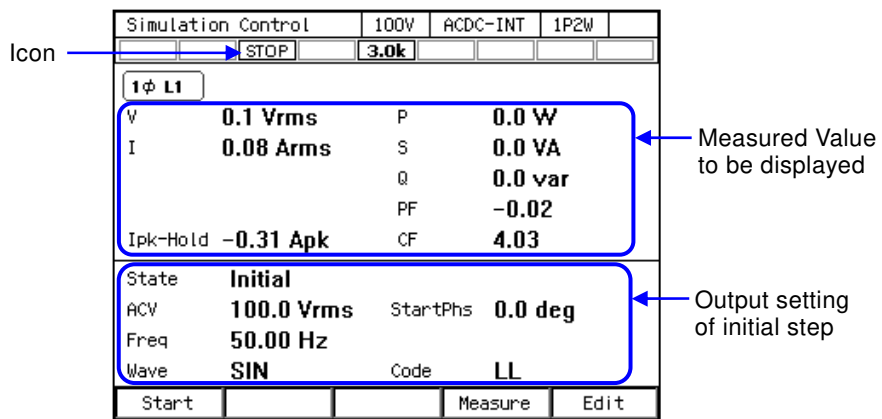 Simulation Control 100V ACDC-INT 1P2W
Icon STOP 3.0k
1ϕ L1
V 0.1 Vrms P 0.0 W
I 0.08 Arms S 0.0 VA
Q 0.0 var
PF -0.02
Ipk-Hold -0.31 Apk CF 4.03
Measured Value
to be displayed
State Initial
ACV 100.0 Vrms StartPhs 0.0 deg
Freq 50.00 Hz
Wave SIN Code LL
Output setting
of initial step
Start Measure Edit